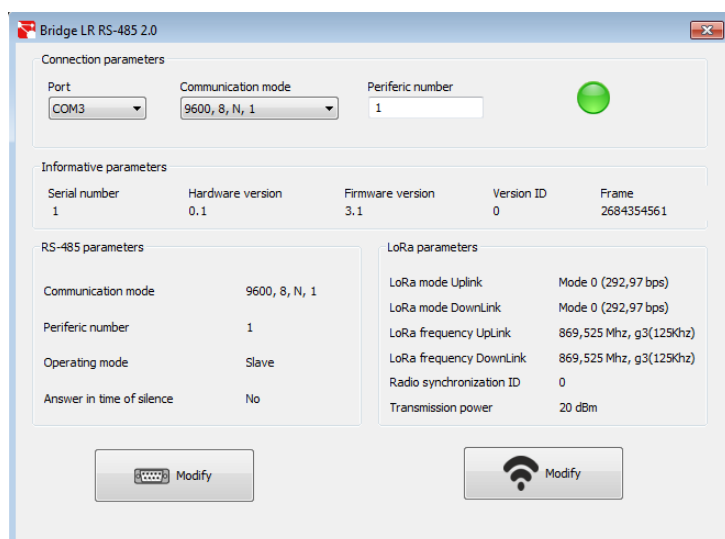 Bridge LR RS-485 2.0
Connection parameters
Port Communication mode Periferic number
COM3 9600, 8, N, 1 1
Informative parameters
Serial number Hardware version Firmware version Version ID Frame
1 0.1 3.1 0 2684354561
RS-485 parameters
Communication mode 9600, 8, N, 1
Periferic number 1
Operating mode Slave
Answer in time of silence No
LoRa parameters
LoRa mode Uplink Mode 0 (292,97 bps)
LoRa mode DownLink Mode 0 (292,97 bps)
LoRa frequency UpLink 869,525 Mhz, g3(125Khz)
LoRa frequency DownLink 869,525 Mhz, g3(125Khz)
Radio synchronization ID 0
Transmission power 20 dBm
Modify
Modify